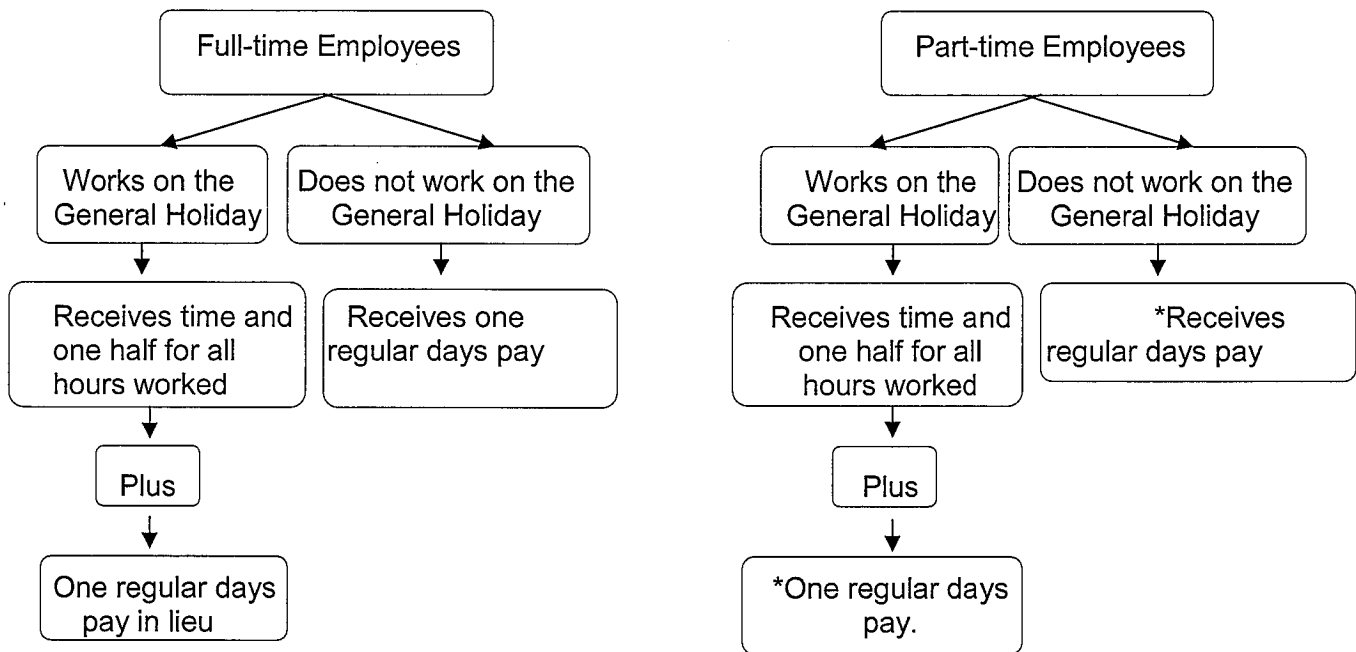 Full-time Employees
Works on the
General Holiday
Does not work on the
General Holiday
Receives time and
one half for all
hours worked
Receives one
regular days pay
Plus
One regular days
pay in lieu
Part-time Employees
Works on the
General Holiday
Does not work on the
General Holiday
Receives time and
one half for all
hours worked
*Receives
regular days pay
Plus
*One regular days
pay.